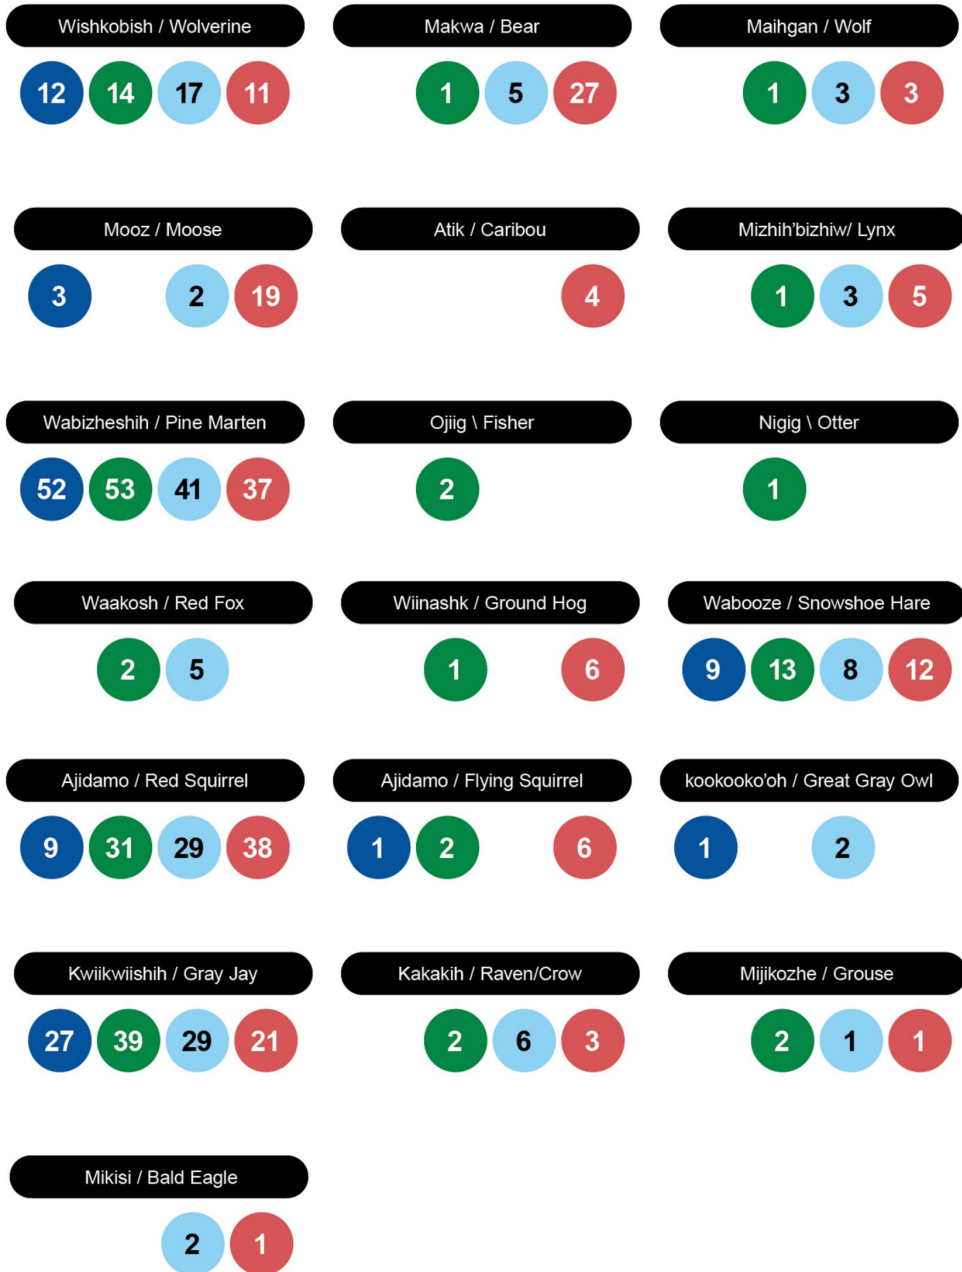 Wishkobish / Wolverine
12 14 17 11
Makwa / Bear
1 5 27
Maihgan / Wolf
1 3 3
Mooz / Moose
3 2 19
Atik / Caribou
4
Mizhih'bizhiw/ Lynx
1 3 5
Wabizheshih / Pine Marten
52 53 41 37
Ojiig \ Fisher
2
Nigig \ Otter
1
Waakosh / Red Fox
2 5
Wiinashk / Ground Hog
1 6
Wabooze / Snowshoe Hare
9 13 8 12
Ajidamo / Red Squirrel
9 31 29 38
Ajidamo / Flying Squirrel
1 2 6
kookooko'oh / Great Gray Owl
1 2
Kwiikwiishih / Gray Jay
27 39 29 21
Kakakih / Raven/Crow
2 6 3
Mijikozhe / Grouse
2 1 1
Mikisi / Bald Eagle
2 1